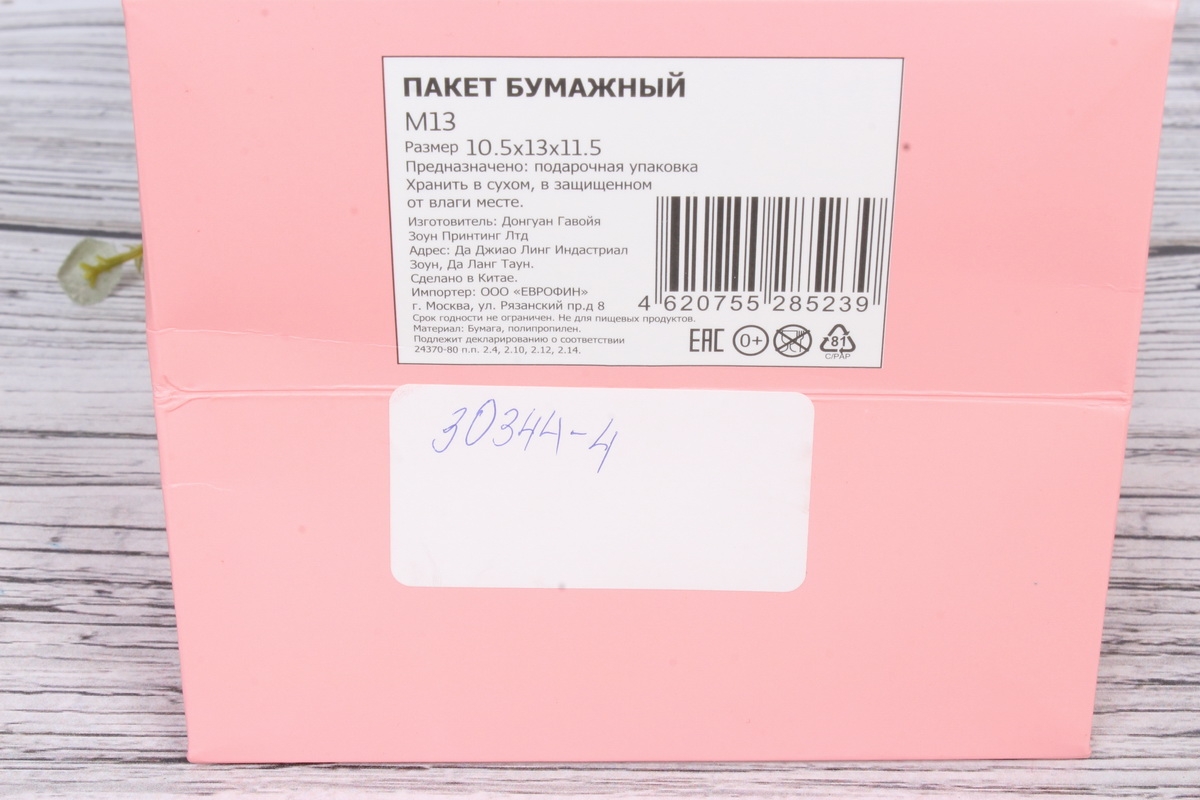 ПАКЕТ БУМАЖНЫЙ
M13
Размер 10.5x13x11.5
Предназначено: подарочная упаковка
Хранить в сухом, в защищенном
от влаги месте.
Изготовитель: Донгуан Гавойя
Зоун Принтинг Лтд
Адрес: Да Джиао Линг Индастриал
Зоун, Да Ланг Таун.
Сделано в Китае.
Импортер: ООО «ЕВРОФИН»
г. Москва, ул. Рязанский пр.д 8
Срок годности не ограничен. Не для пищевых продуктов.
Материал: Бумага, полипропилен.
Подлежит декларированию о соответствии
24370-80 п.п. 2.4, 2.10, 2.12, 2.14.
4 620755 285239
EAC 0+ 81
C/PAP
30344-4